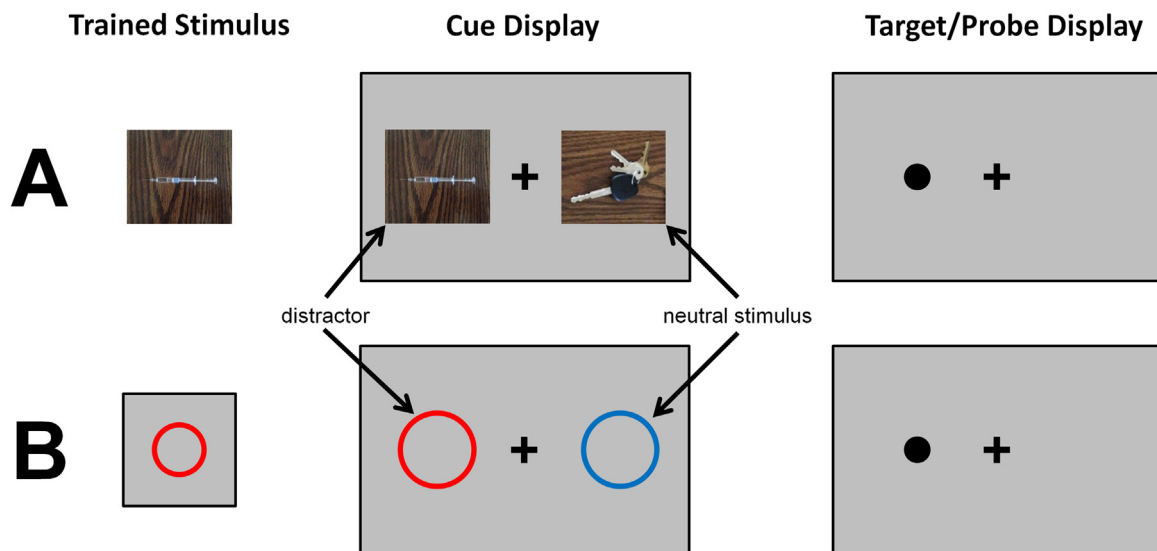 Trained Stimulus
Cue Display
Target/Probe Display
A
+
+
distractor
neutral stimulus
B
+
+